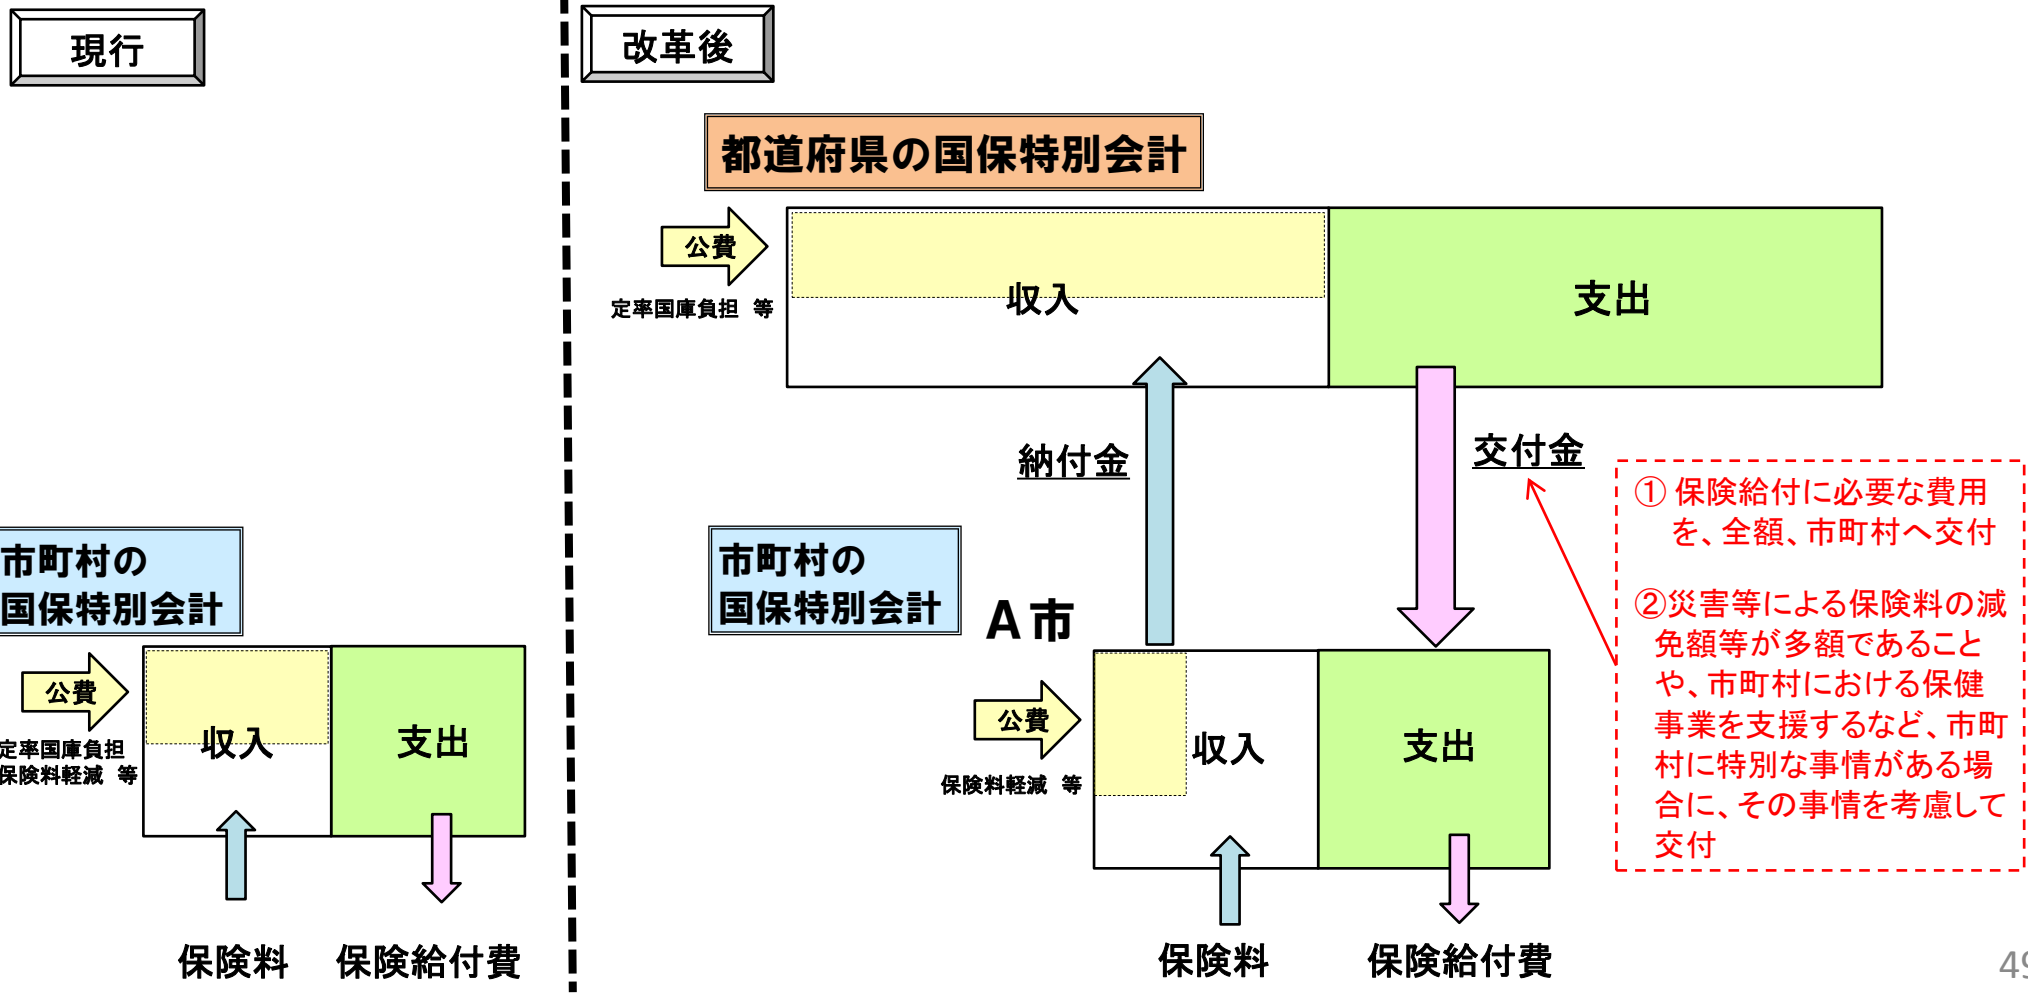 現行
市町村の
国保特別会計
公費
定率国庫負担
保険料軽減 等
収入
支出
保険料
保険給付費
改革後
都道府県の国保特別会計
公費
定率国庫負担 等
収入
支出
納付金
交付金
市町村の
国保特別会計
A市
公費
保険料軽減 等
収入
支出
保険料
保険給付費
① 保険給付に必要な費用
を、全額、市町村へ交付
②災害等による保険料の減
免額等が多額であること
や、市町村における保健
事業を支援するなど、市町
村に特別な事情がある場
合に、その事情を考慮して
交付
49